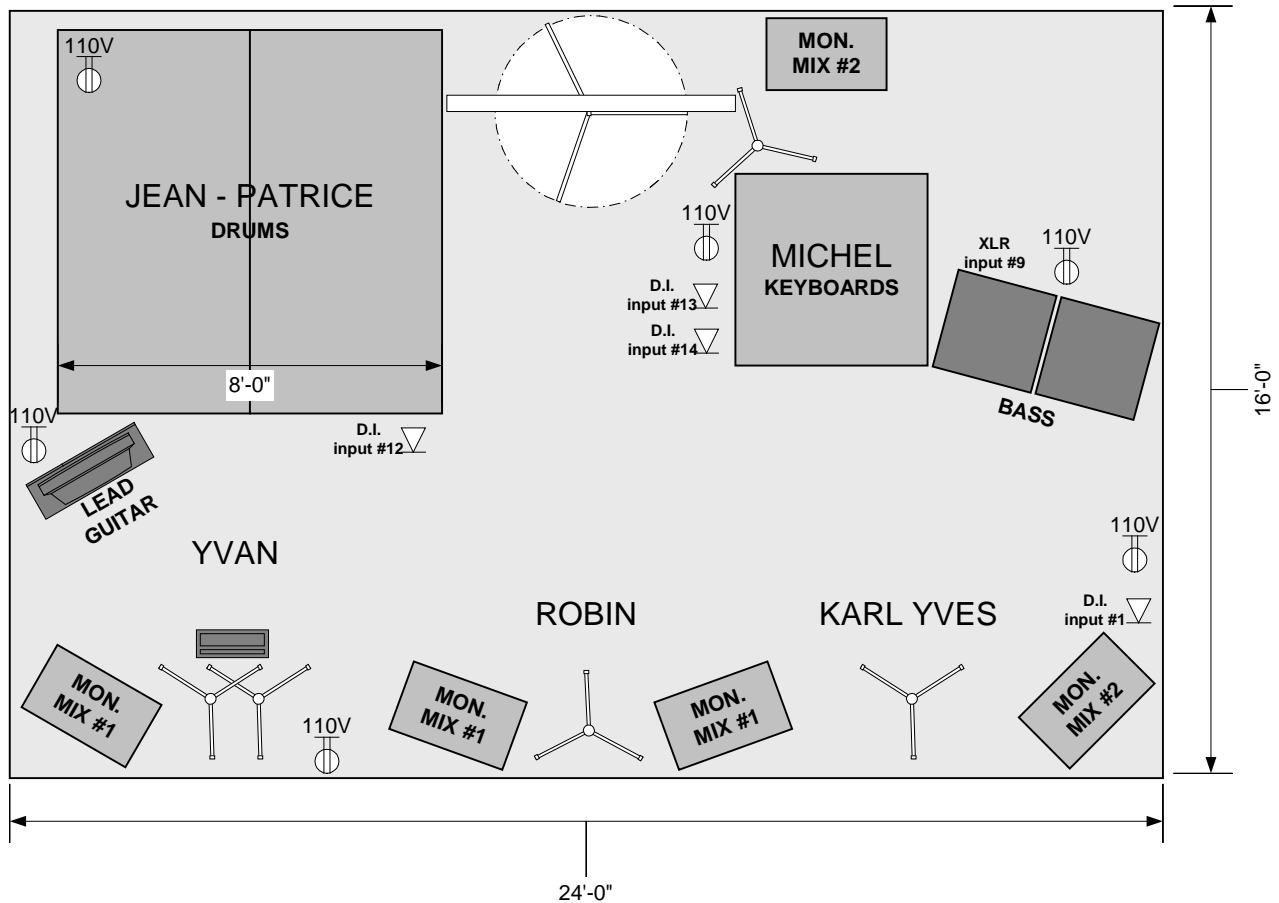 110V
MON.
MIX #2
JEAN - PATRICE
DRUMS
110V
MICHEL
KEYBOARDS
XLR
input #9
110V
D.I.
input #13
D.I.
input #14
8'-0"
BASS
16'-0"
110V
D.I.
input #12
LEAD
GUITAR
YVAN
110V
ROBIN
KARL YVES
D.I.
input #1
MON.
MIX #1
MON.
MIX #1
MON.
MIX #1
MON.
MIX #2
110V
24'-0"